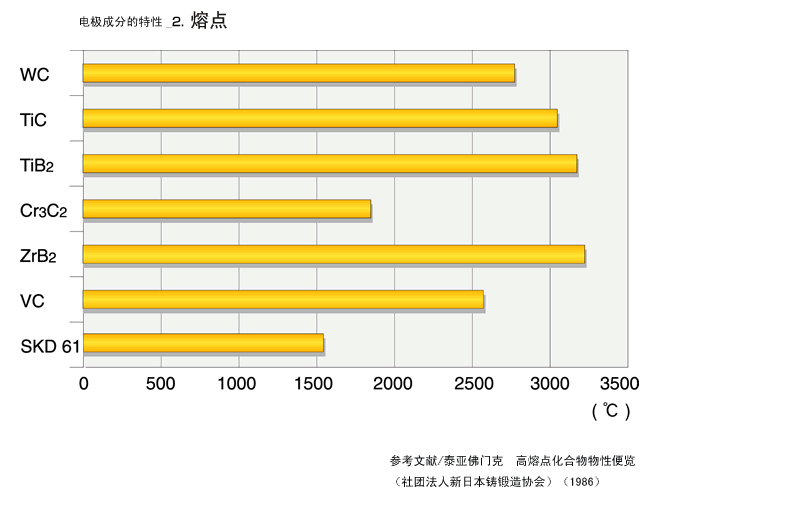 电极成分的特性 _2. 熔点
WC
TiC
TiB2
Cr3C2
ZrB2
VC
SKD 61
0 500 1000 1500 2000 2500 3000 3500
( ℃ )
参考文献/泰亚佛门克 高熔点化合物物性便览
（社团法人新日本铸锻造协会）（1986）